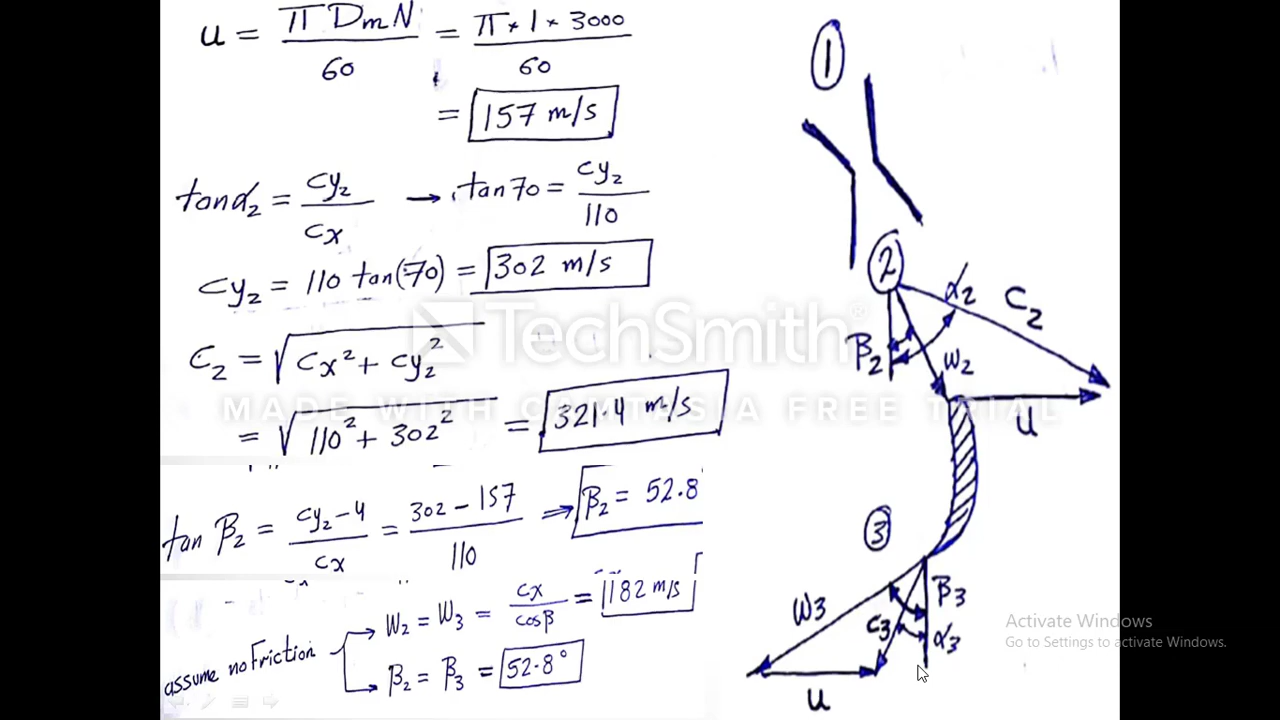 u = πDmN/60 = π×1×3000/60
= 157 m/s
tanα2 = cy2/cx → tan70 = cy2/110
cy2 = 110 tan(70) = 302 m/s
C2 = √cx²+cy2²
= √110²+302² = 321.4 m/s
tan β2 = cy2-u/cx = 302-157/110 ⇒ β2 = 52.8°
assume no Friction
→ W2 = W3 = cx/cosβ = 182 m/s
→ β2 = β3 = 52.8°
1
2
α2
C2
β2
W2
u
3
β3
W3
C3
α3
u
TechSmith
MADE WITH CAMTASIA FREE TRIAL
Activate Windows
Go to Settings to activate Windows.